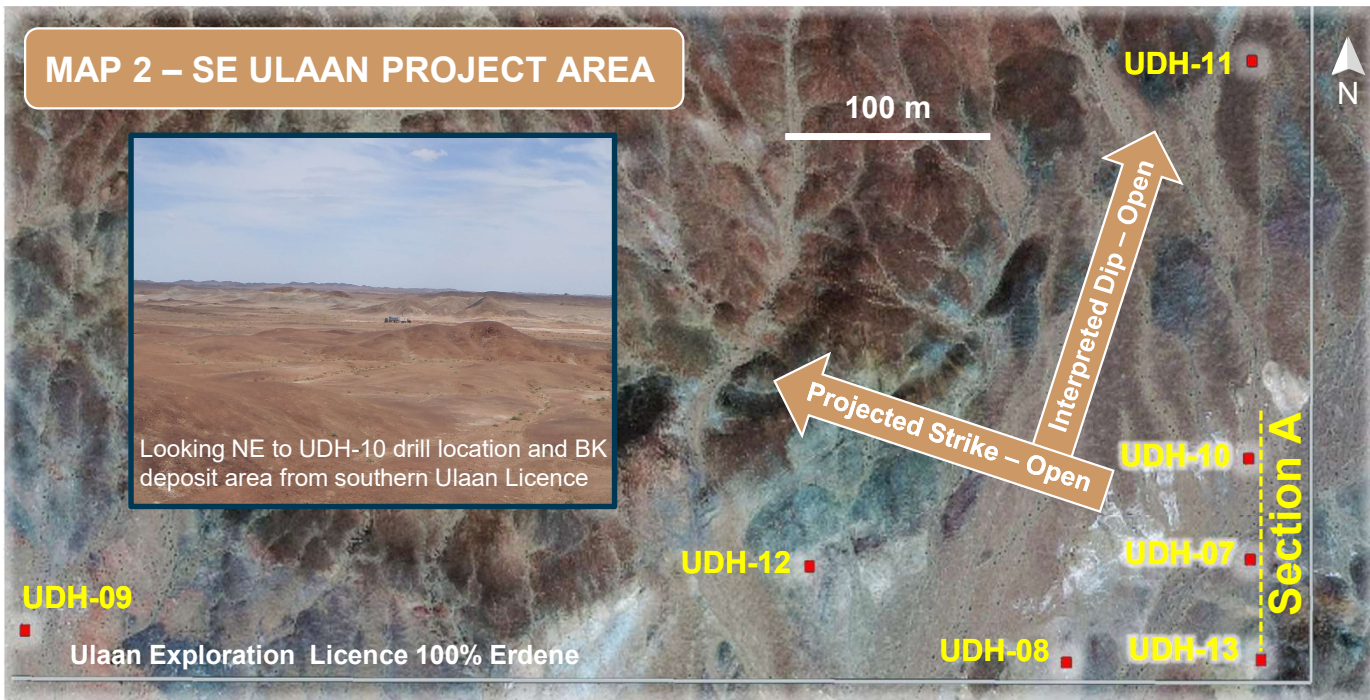 MAP 2 – SE ULAAN PROJECT AREA
UDH-11
N
100 m
Interpreted Dip – Open
Projected Strike – Open
Looking NE to UDH-10 drill location and BK
deposit area from southern Ulaan Licence
UDH-10
Section A
UDH-07
UDH-12
UDH-09
UDH-08
UDH-13
Ulaan Exploration Licence 100% Erdene